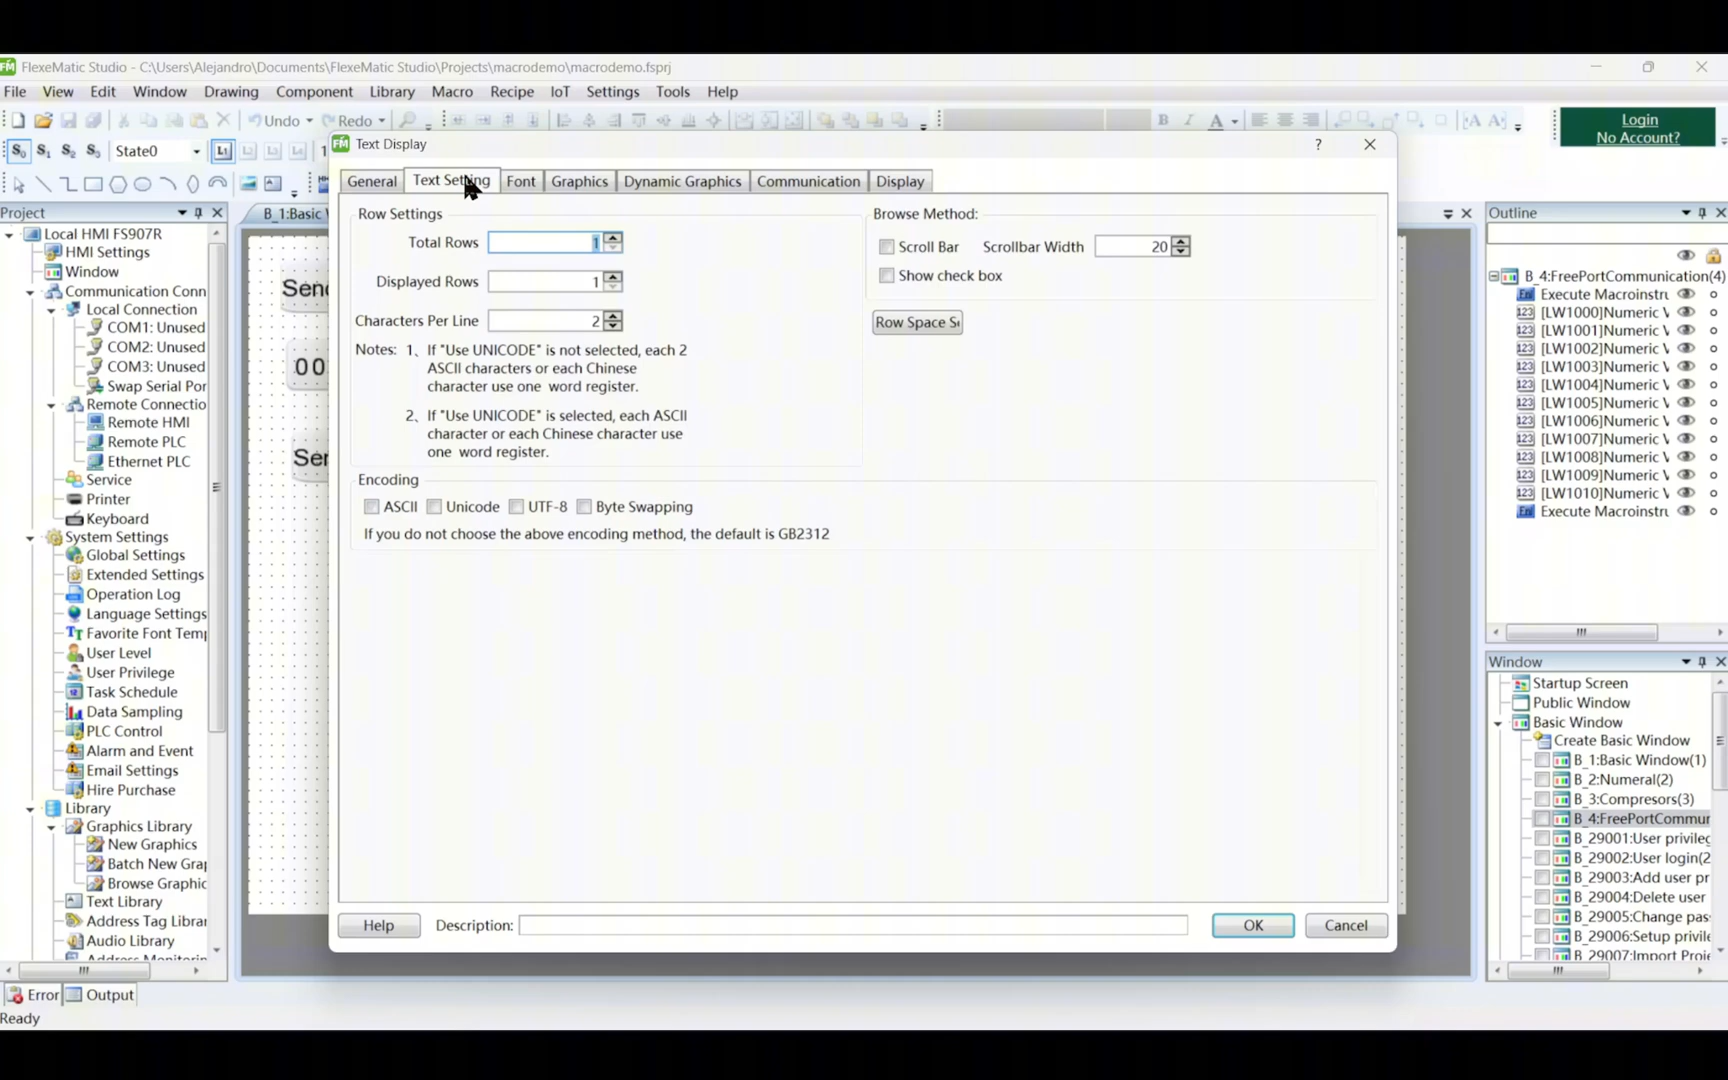 FlexeMatic Studio - C:\Users\Alejandro\Documents\FlexeMatic Studio\Projects\macrodemo\macrodemo.fsprj
File View Edit Window Drawing Component Library Macro Recipe IoT Settings Tools Help
Undo Redo
Login
No Account?
State0
Text Display
General Text Setting Font Graphics Dynamic Graphics Communication Display
Project
Local HMI FS907R
HMI Settings
Window
Communication Conn
Local Connection
COM1: Unused
COM2: Unused
COM3: Unused
Swap Serial Por
Remote Connectio
Remote HMI
Remote PLC
Ethernet PLC
Service
Printer
Keyboard
System Settings
Global Settings
Extended Settings
Operation Log
Language Settings
Favorite Font Temp
User Level
User Privilege
Task Schedule
Data Sampling
PLC Control
Alarm and Event
Email Settings
Hire Purchase
Library
Graphics Library
New Graphics
Batch New Grap
Browse Graphic
Text Library
Address Tag Librar
Audio Library
Address Monitorin
Error Output
Ready
B_1:Basic
Send
00
Sen
Row Settings
Total Rows 1
Displayed Rows 1
Characters Per Line 2
Notes: 1、If "Use UNICODE" is not selected, each 2
ASCII characters or each Chinese
character use one word register.
2、If "Use UNICODE" is selected, each ASCII
character or each Chinese character use
one word register.
Browse Method:
Scroll Bar Scrollbar Width 20
Show check box
Row Space S
Encoding
ASCII Unicode UTF-8 Byte Swapping
If you do not choose the above encoding method, the default is GB2312
Help Description: OK Cancel
Outline
B_4:FreePortCommunication(4)
Execute Macroinstru
[LW1000]Numeric V
[LW1001]Numeric V
[LW1002]Numeric V
[LW1003]Numeric V
[LW1004]Numeric V
[LW1005]Numeric V
[LW1006]Numeric V
[LW1007]Numeric V
[LW1008]Numeric V
[LW1009]Numeric V
[LW1010]Numeric V
Execute Macroinstru
Window
Startup Screen
Public Window
Basic Window
Create Basic Window
B_1:Basic Window(1)
B_2:Numeral(2)
B_3:Compresors(3)
B_4:FreePortCommur
B_29001:User privileg
B_29002:User login(2
B_29003:Add user pr
B_29004:Delete user
B_29005:Change pas
B_29006:Setup privile
B_29007:Import Proje